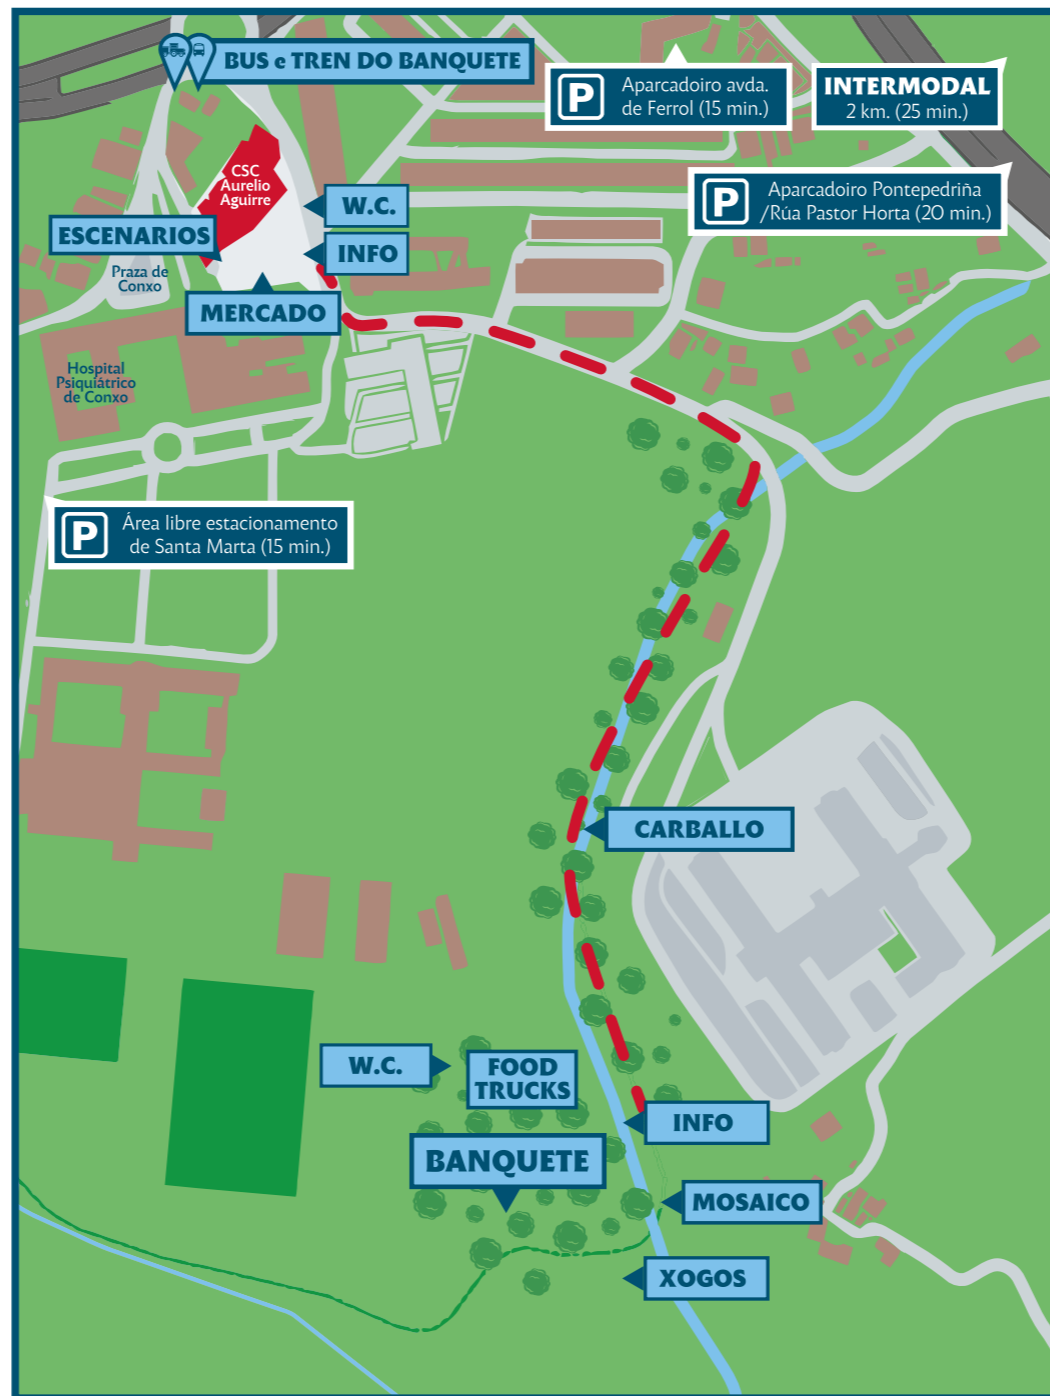 BUS e TREN DO BANQUETE
P
Aparcadoiro avda.
de Ferrol (15 min.)
INTERMODAL
2 km. (25 min.)
CSC
Aurelio
Aguirre
W.C.
P
Aparcadoiro Pontepedriña
/Rúa Pastor Horta (20 min.)
ESCENARIOS
INFO
Praza de
Conxo
MERCADO
Hospital
Psiquiátrico
de Conxo
P
Área libre estacionamento
de Santa Marta (15 min.)
CARBALLO
W.C.
FOOD
TRUCKS
INFO
BANQUETE
MOSAICO
XOGOS